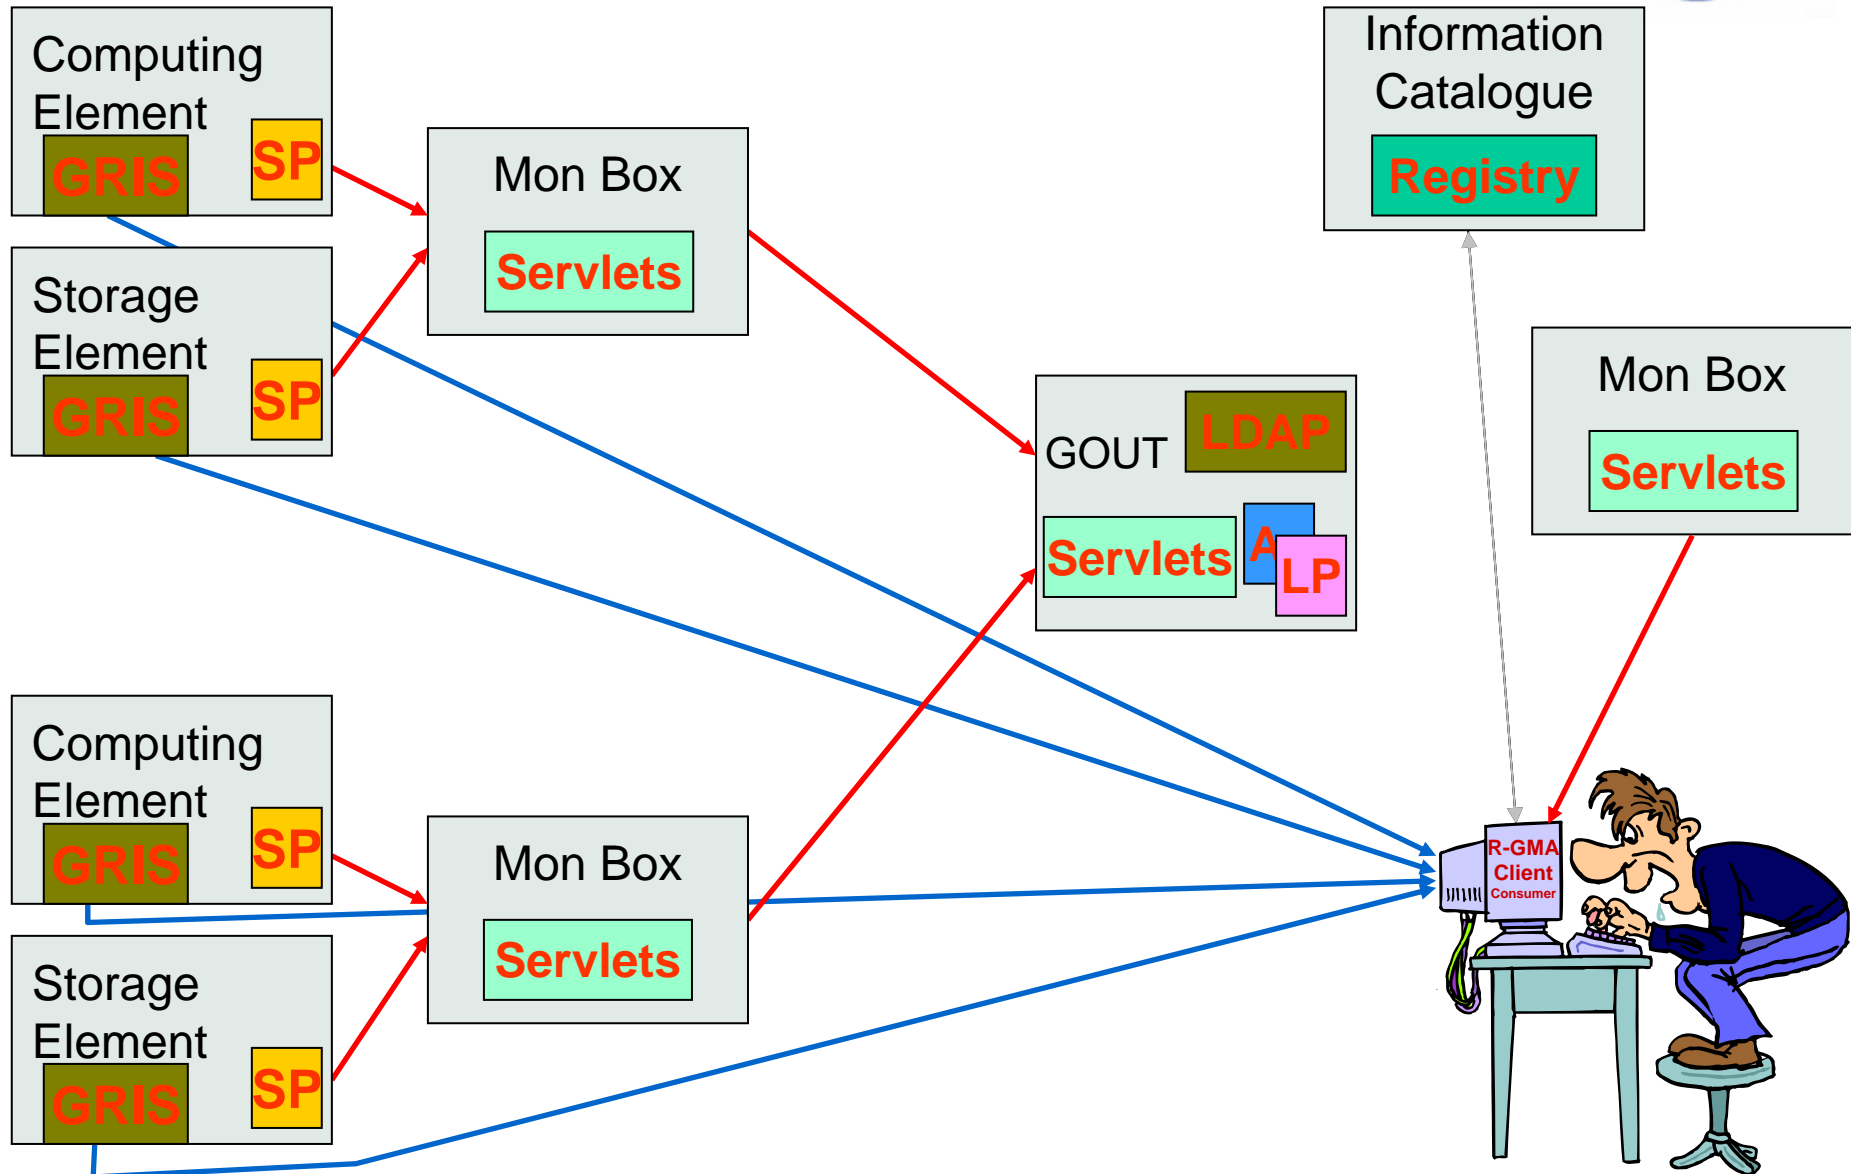 Computing
Element
GRIS
SP
Storage
Element
GRIS
SP
Mon Box
Servlets
Information
Catalogue
Registry
Mon Box
Servlets
GOUT
LDAP
Servlets
LP
Computing
Element
GRIS
SP
Storage
Element
GRIS
SP
Mon Box
Servlets
R-GMA
Client
Consumer